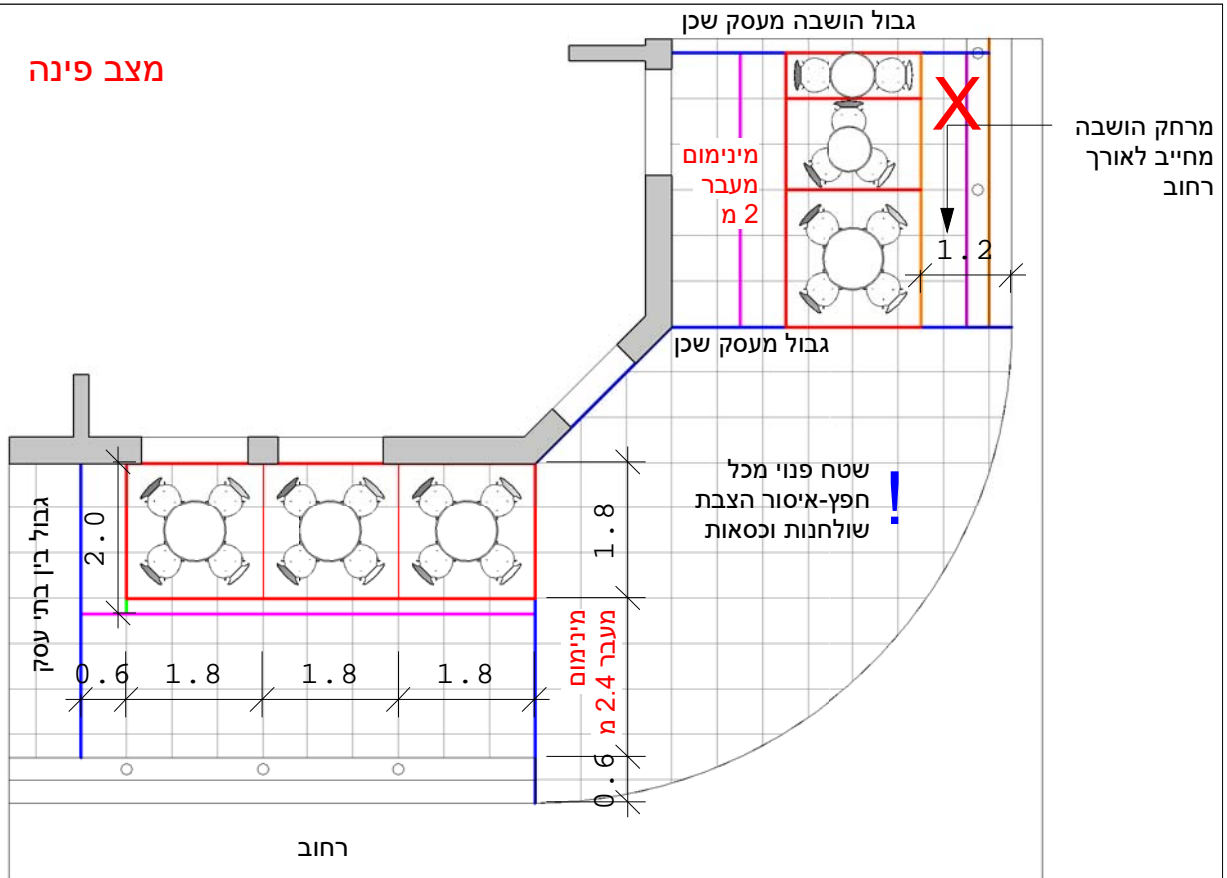 גבול הושבה מעסק שכן
מצב פינה
מרחק הושבה
מחייב לאורך
רחוב
מינימום
מעבר
2 מ
X
1.2
גבול מעסק שכן
שטח פנוי מכל
חפץ-איסור הצבת
שולחנות וכסאות
!
גבול בין בתי עסק
2.0
1.8
0.6
1.8
1.8
1.8
מינימום
מעבר 2.4 מ
0.6
רחוב